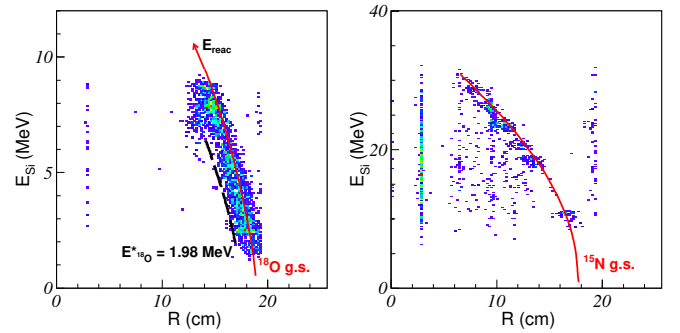 E_Si (MeV)
10
5
0
E_reac
E*_18O = 1.98 MeV
^18O g.s.
0
10
20
R (cm)
E_Si (MeV)
40
20
0
^15N g.s.
0
10
20
R (cm)